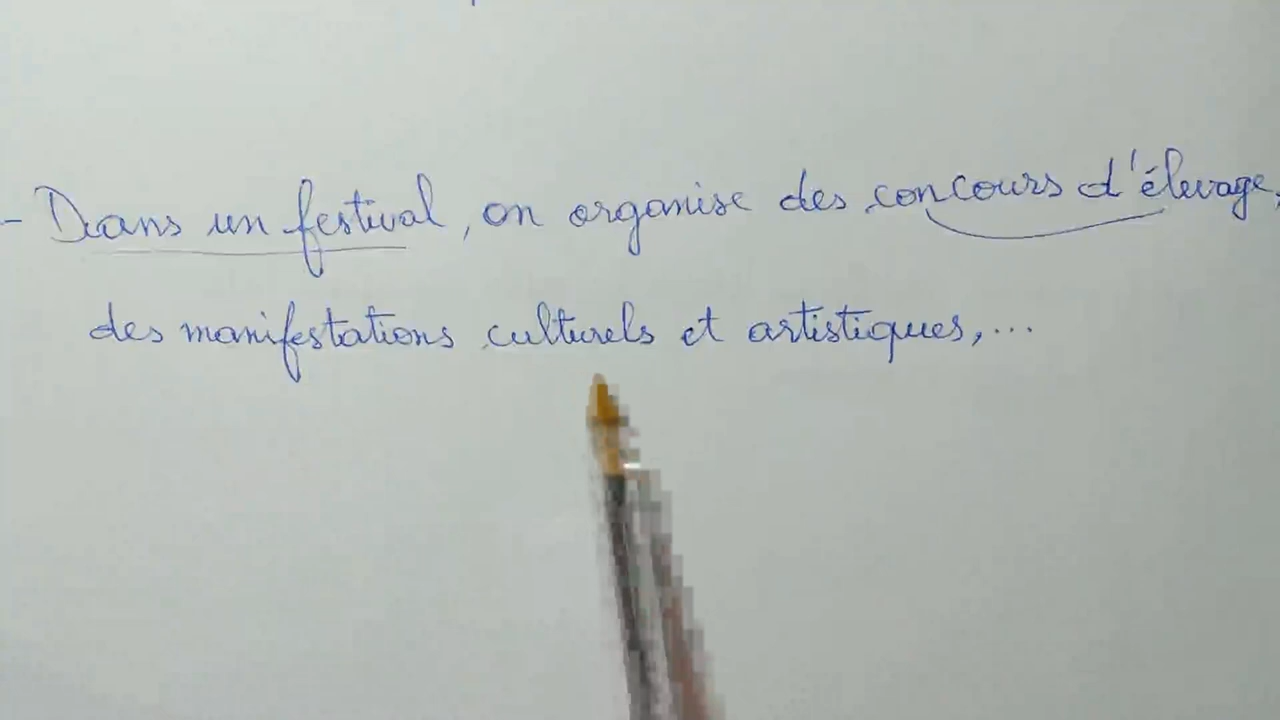 - Dans un festival, on organise des concours d'élevage,
des manifestations culturels et artistiques,...